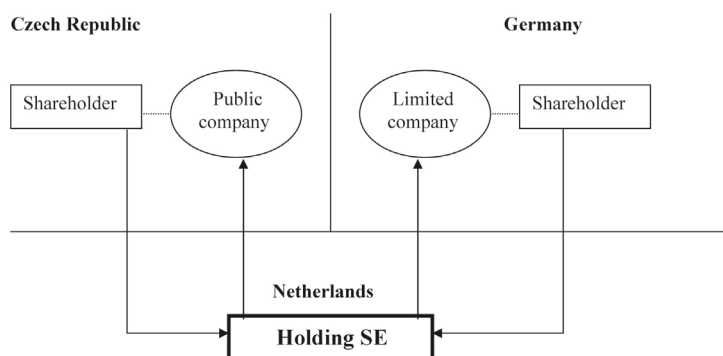 Czech Republic
Germany
Shareholder
Public
company
Limited
company
Shareholder
Netherlands
Holding SE